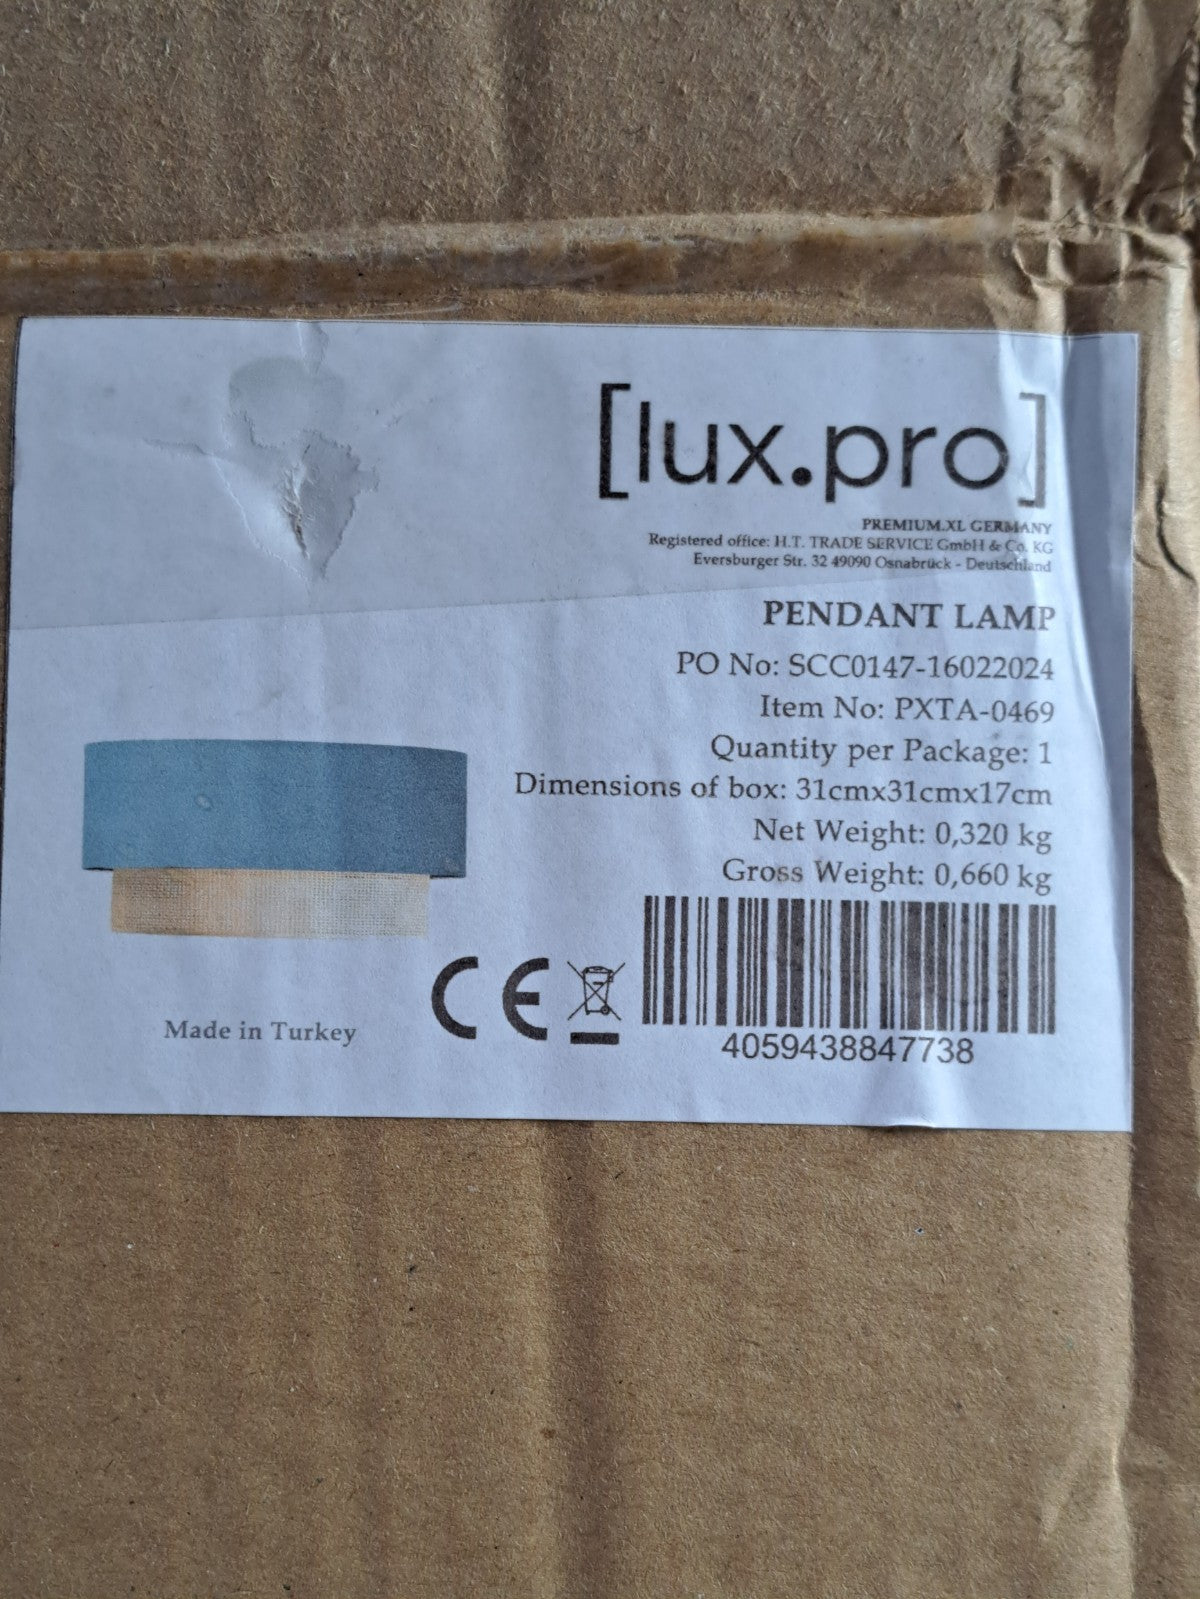 [lux.pro]
PREMIUM.XL GERMANY
Registered office: H.T. TRADE SERVICE GmbH & Co. KG
Eversburger Str. 32 49090 Osnabrück - Deutschland
PENDANT LAMP
PO No: SCC0147-16022024
Item No: PXTA-0469
Quantity per Package: 1
Dimensions of box: 31cmx31cmx17cm
Net Weight: 0,320 kg
Gross Weight: 0,660 kg
CE
Made in Turkey
4059438847738